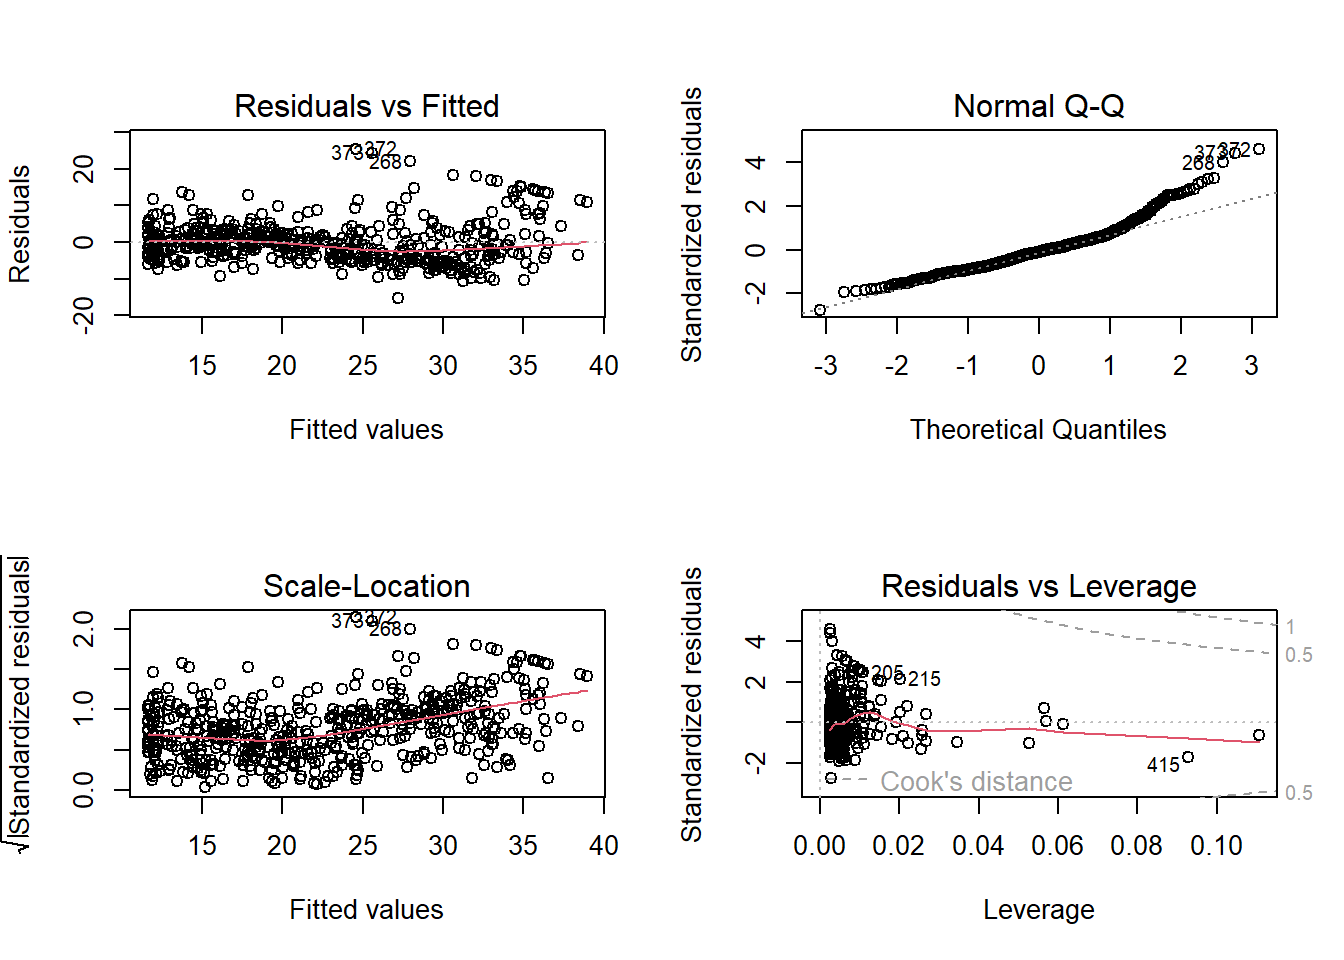 Residuals vs Fitted
Residuals
20
0
-20
373
372
268
15 20 25 30 35 40
Fitted values
Normal Q-Q
Standardized residuals
4
2
0
-2
268
373
372
-3 -2 -1 0 1 2 3
Theoretical Quantiles
Scale-Location
√|Standardized residuals|
2.0
1.0
0.0
373
372
268
15 20 25 30 35 40
Fitted values
Residuals vs Leverage
Standardized residuals
4
2
0
-2
205
215
415
Cook's distance
1
0.5
0.5
0.00 0.02 0.04 0.06 0.08 0.10
Leverage